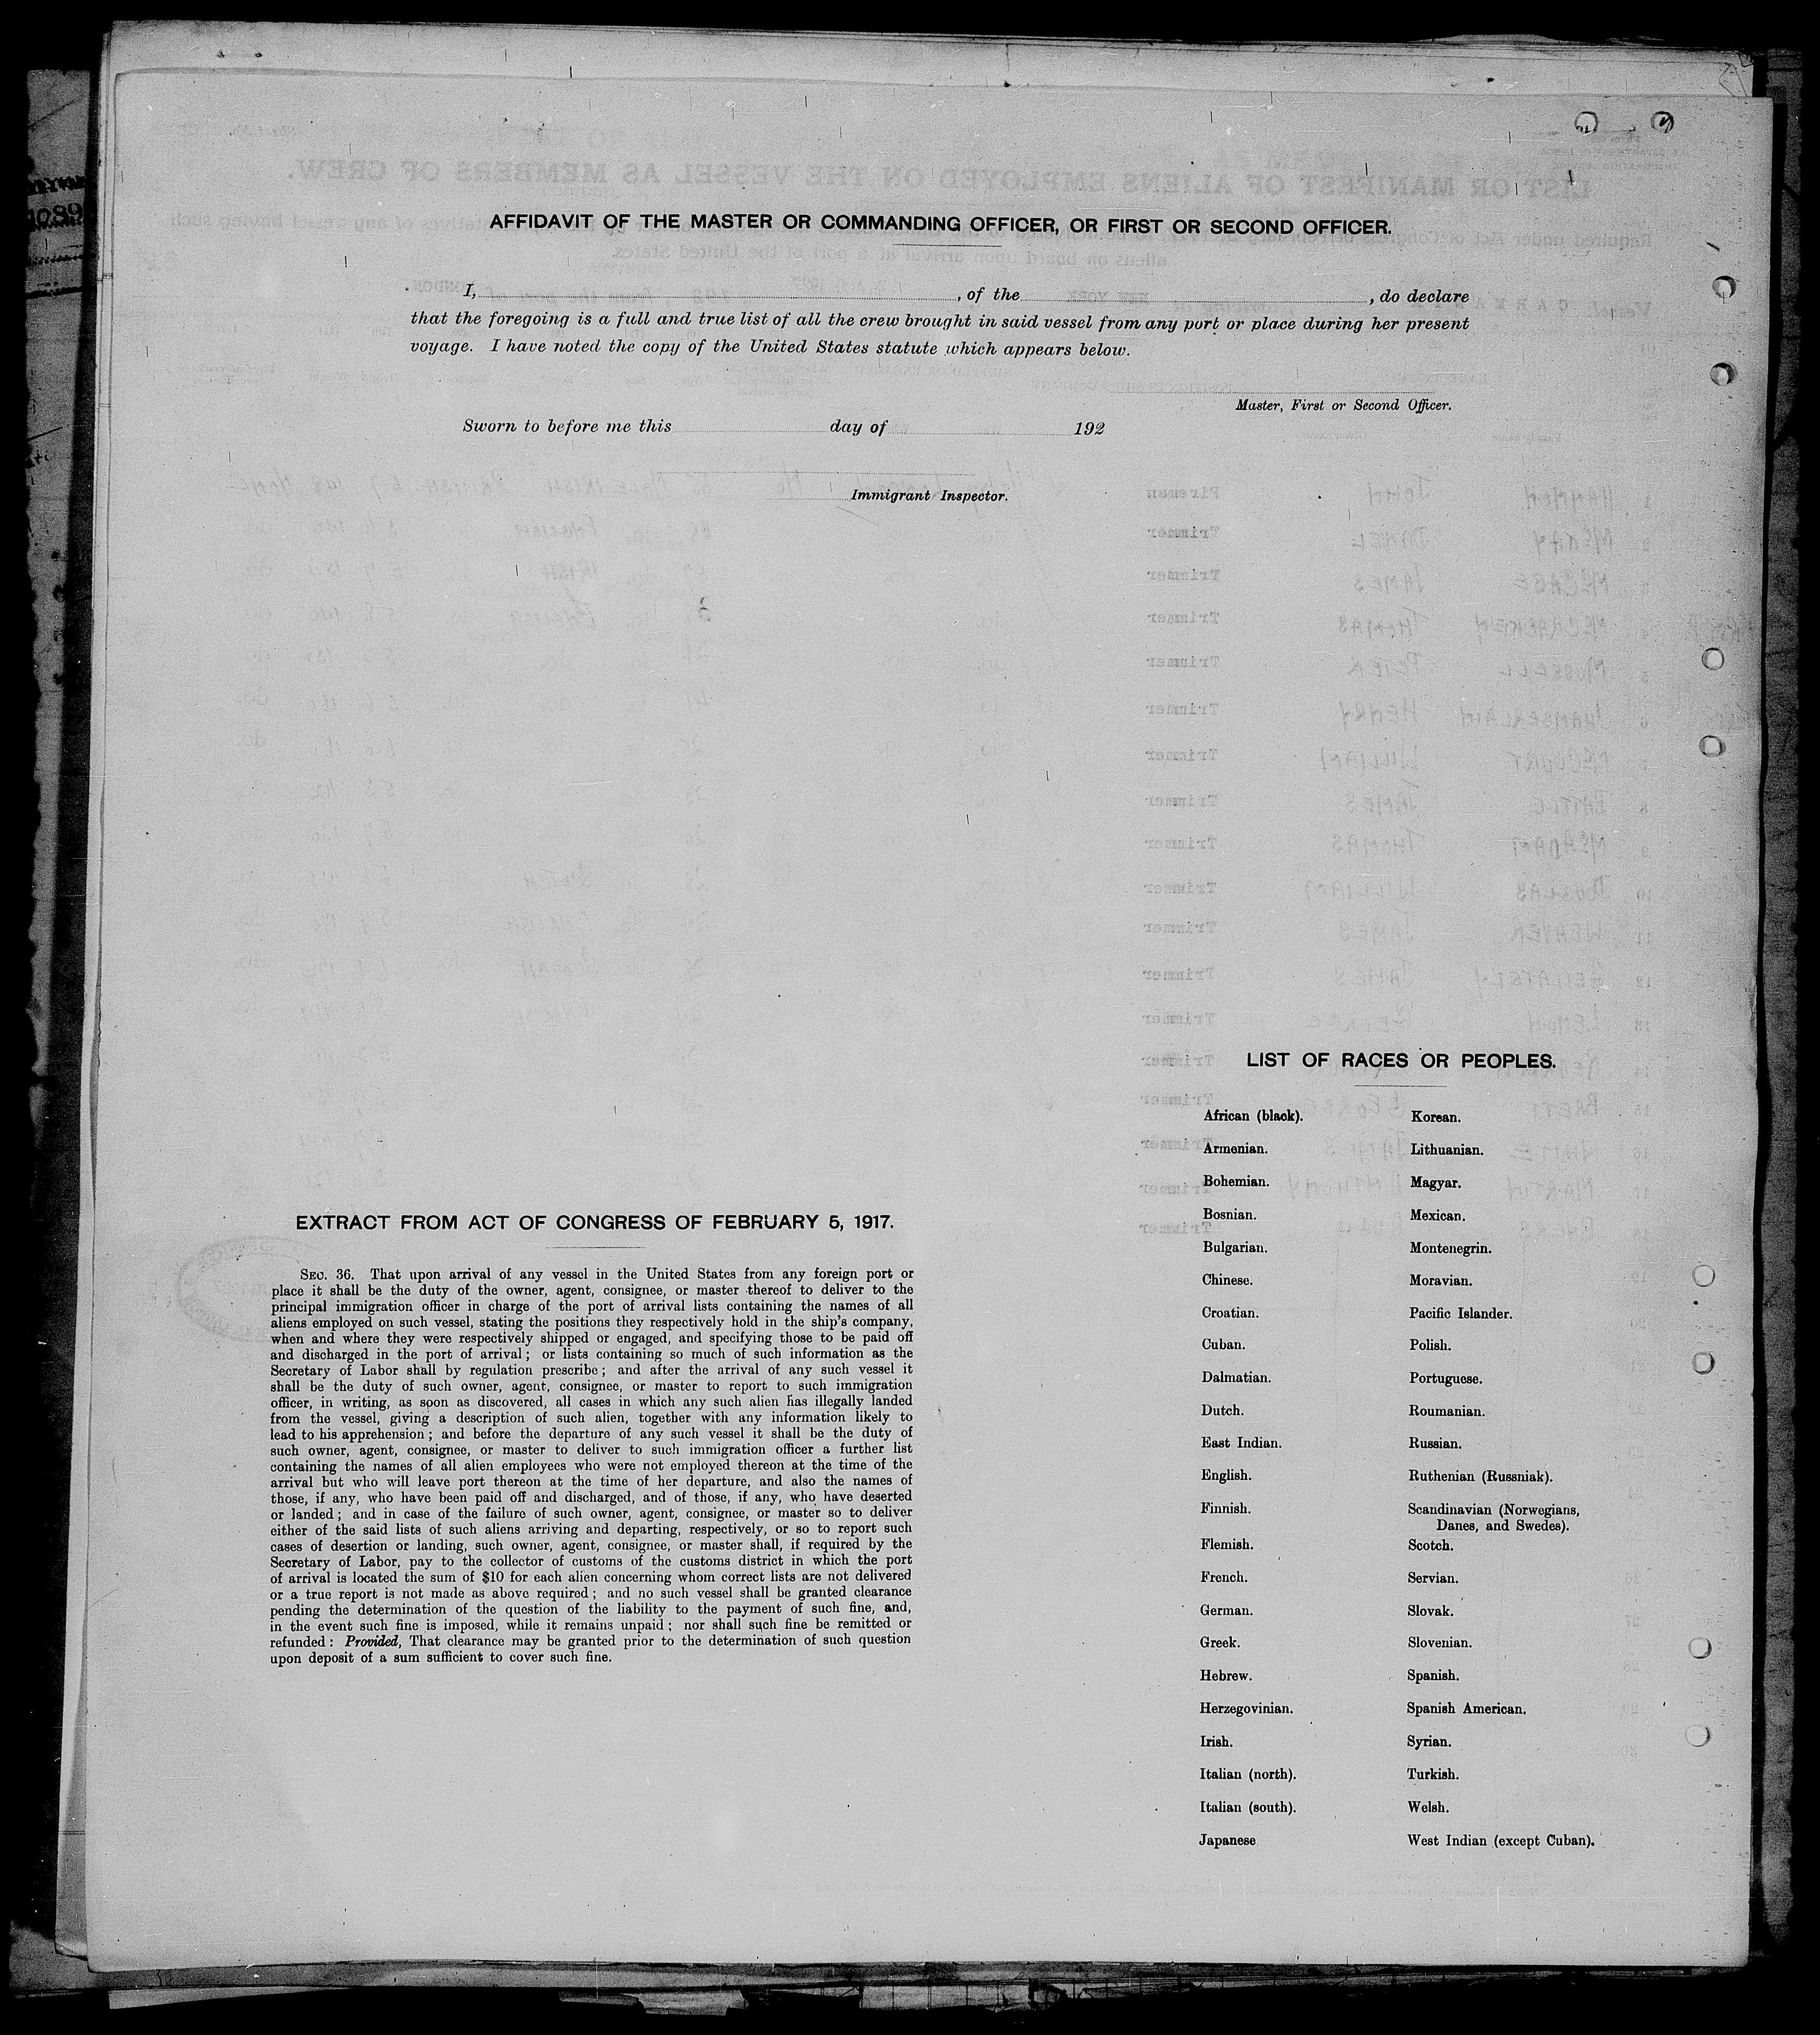 AFFIDAVIT OF THE MASTER OR COMMANDING OFFICER, OR FIRST OR SECOND OFFICER.
I, , of the , do declare
that the foregoing is a full and true list of all the crew brought in said vessel from any port or place during her present
voyage. I have noted the copy of the United States statute which appears below.
Master, First or Second Officer.
Sworn to before me this day of 192
Immigrant Inspector.
EXTRACT FROM ACT OF CONGRESS OF FEBRUARY 5, 1917.
SEC. 36. That upon arrival of any vessel in the United States from any foreign port or
place it shall be the duty of the owner, agent, consignee, or master thereof to deliver to the
principal immigration officer in charge of the port of arrival lists containing the names of all
aliens employed on such vessel, stating the positions they respectively hold in the ship's company,
when and where they were respectively shipped or engaged, and specifying those to be paid off
and discharged in the port of arrival; or lists containing so much of such information as the
Secretary of Labor shall by regulation prescribe; and after the arrival of any such vessel it
shall be the duty of such owner, agent, consignee, or master to report to such immigration
officer, in writing, as soon as discovered, all cases in which any such alien has illegally landed
from the vessel, giving a description of such alien, together with any information likely to
lead to his apprehension; and before the departure of any such vessel it shall be the duty of
such owner, agent, consignee, or master to deliver to such immigration officer a further list
containing the names of all alien employees who were not employed thereon at the time of the
arrival but who will leave port thereon at the time of her departure, and also the names of
those, if any, who have been paid off and discharged, and of those, if any, who have deserted
or landed; and in case of the failure of such owner, agent, consignee, or master so to deliver
either of the said lists of such aliens arriving and departing, respectively, or so to report such
cases of desertion or landing, such owner, agent, consignee, or master shall, if required by the
Secretary of Labor, pay to the collector of customs of the customs district in which the port
of arrival is located the sum of $10 for each alien concerning whom correct lists are not delivered
or a true report is not made as above required; and no such vessel shall be granted clearance
pending the determination of the question of the liability to the payment of such fine, and,
in the event such fine is imposed, while it remains unpaid; nor shall such fine be remitted or
refunded: Provided, That clearance may be granted prior to the determination of such question
upon deposit of a sum sufficient to cover such fine.
LIST OF RACES OR PEOPLES.
African (black).
Armenian.
Bohemian.
Bosnian.
Bulgarian.
Chinese.
Croatian.
Cuban.
Dalmatian.
Dutch.
East Indian.
English.
Finnish.
Flemish.
French.
German.
Greek.
Hebrew.
Herzegovinian.
Irish.
Italian (north).
Italian (south).
Japanese
Korean.
Lithuanian.
Magyar.
Mexican.
Montenegrin.
Moravian.
Pacific Islander.
Polish.
Portuguese.
Roumanian.
Russian.
Ruthenian (Russniak).
Scandinavian (Norwegians,
Danes, and Swedes).
Scotch.
Servian.
Slovak.
Slovenian.
Spanish.
Spanish American.
Syrian.
Turkish.
Welsh.
West Indian (except Cuban).